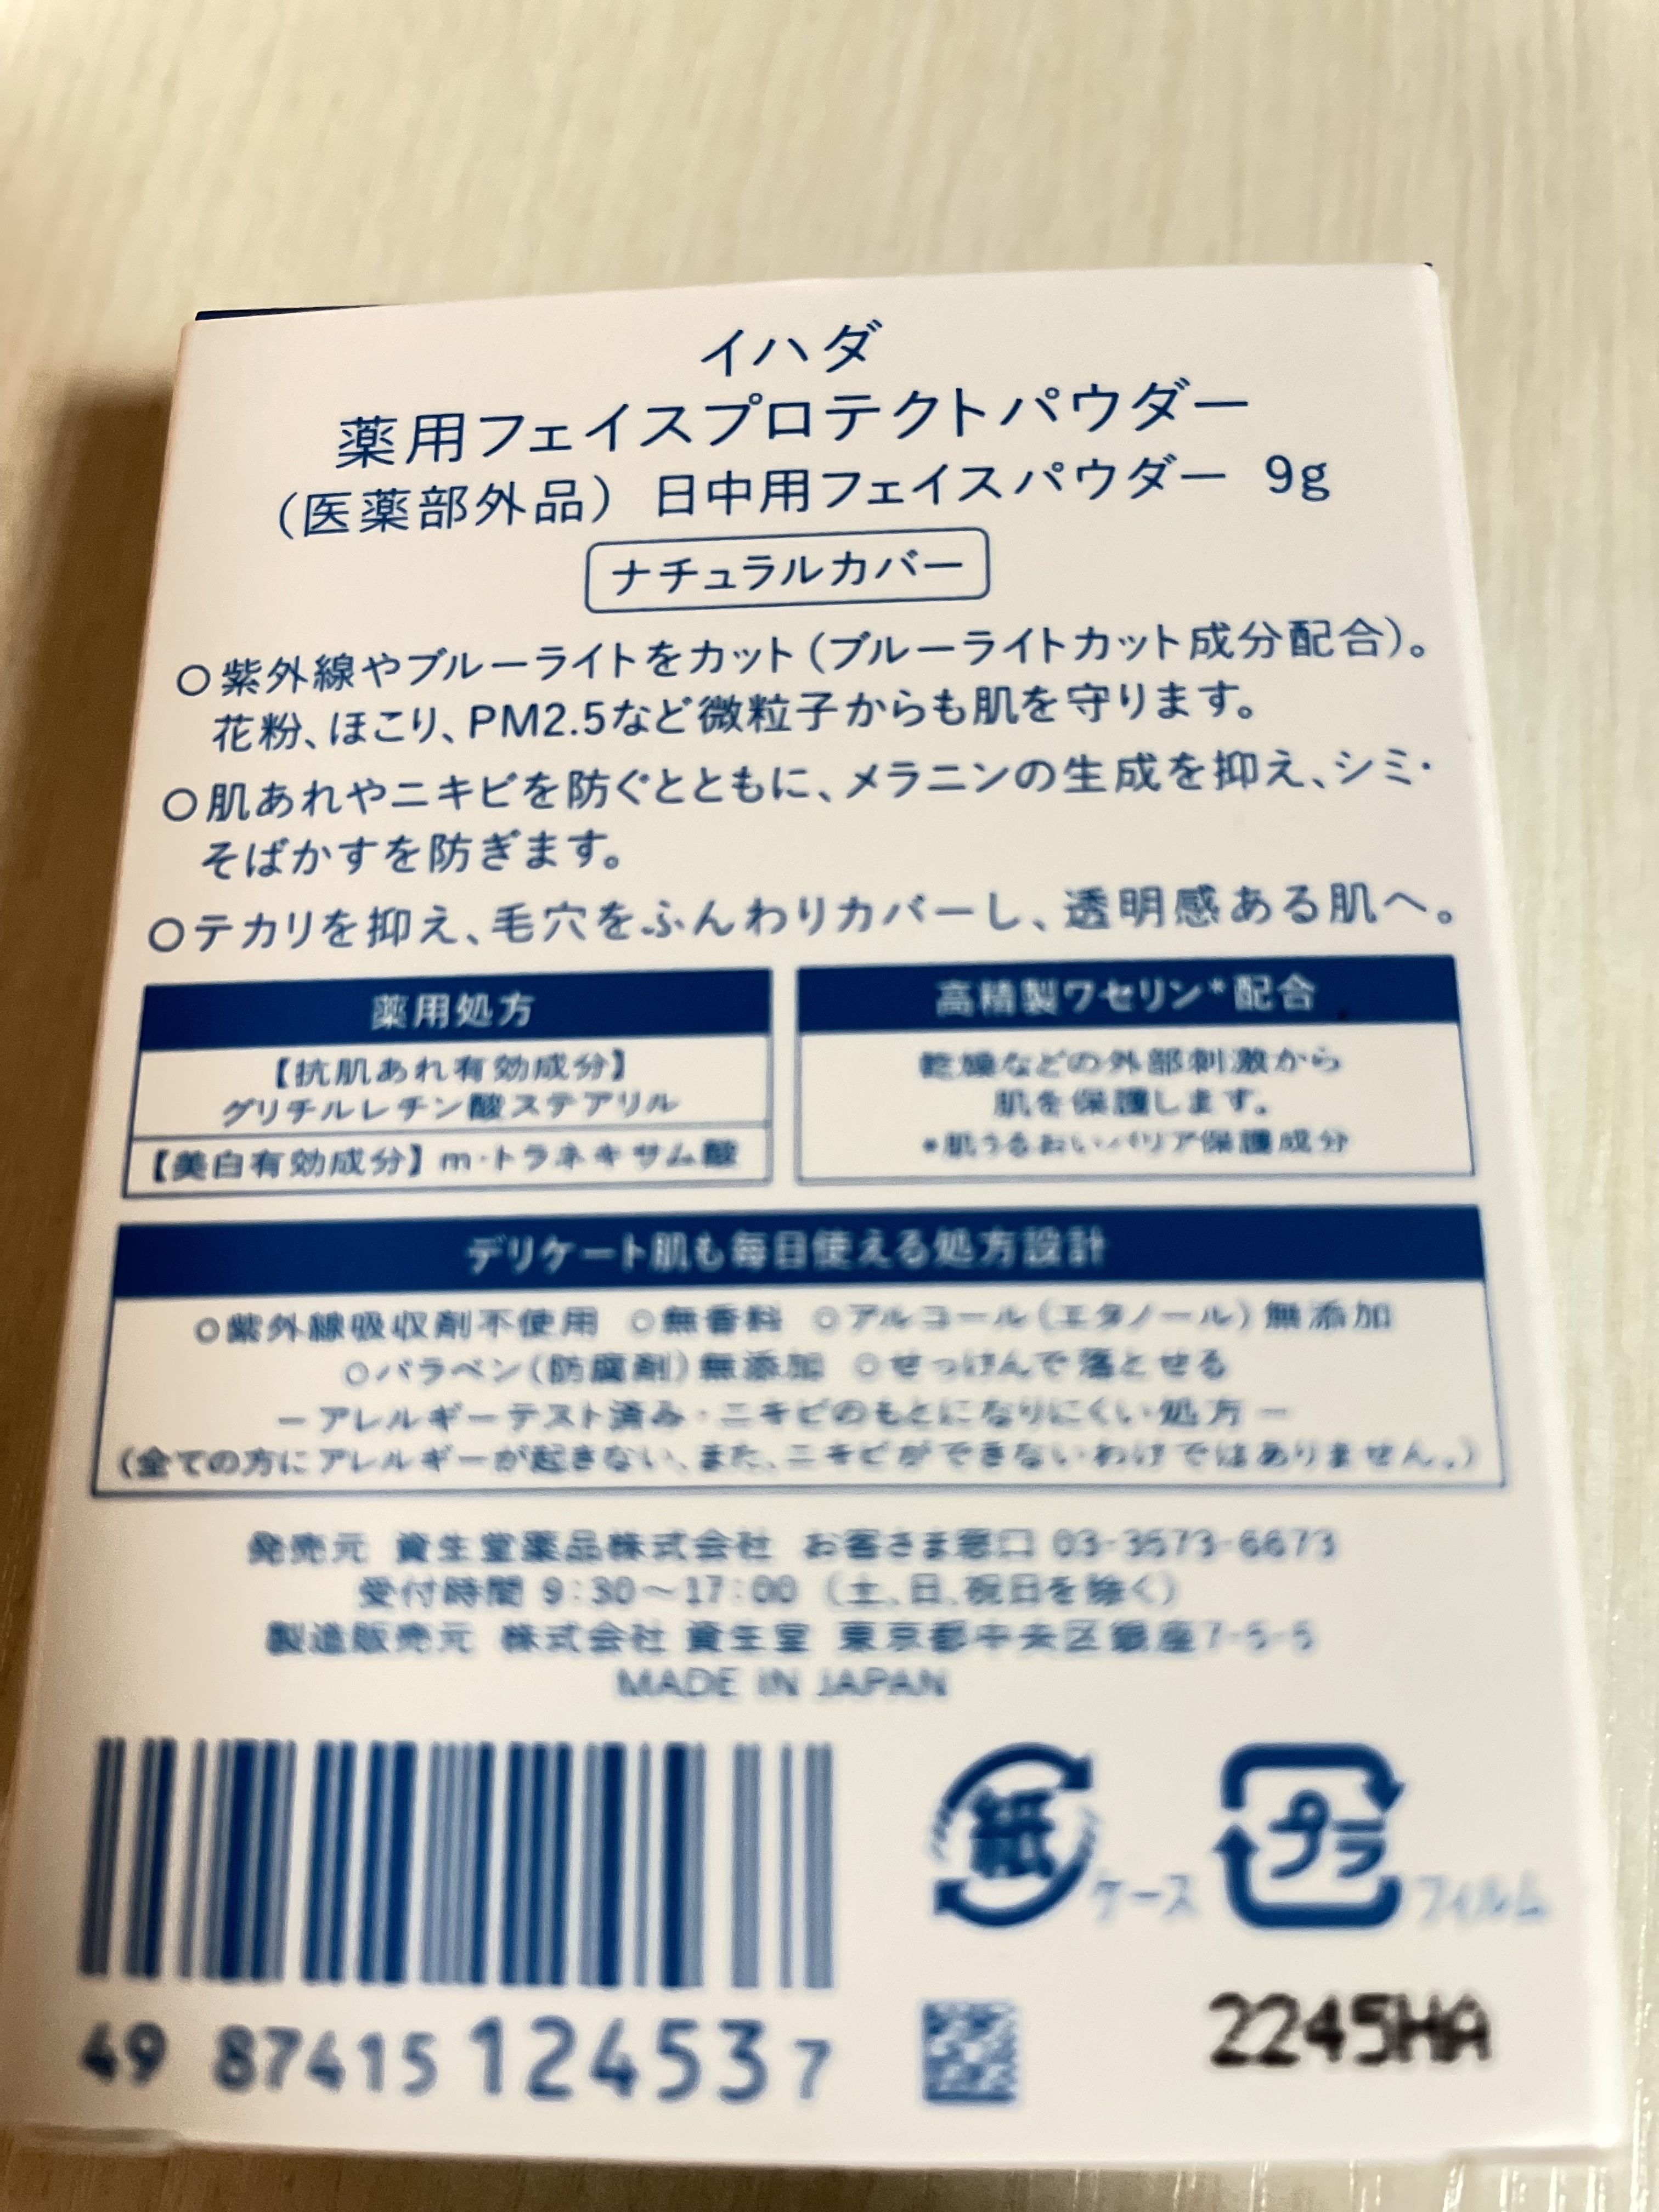 イハダ
薬用フェイスプロテクトパウダー
（医薬部外品） 日中用フェイスパウダー 9g
ナチュラルカバー
○紫外線やブルーライトをカット（ブルーライトカット成分配合）。
花粉、ほこり、PM2.5など微粒子からも肌を守ります。
○肌あれやニキビを防ぐとともに、メラニンの生成を抑え、シミ・
そばかすを防ぎます。
○テカリを抑え、毛穴をふんわりカバーし、透明感ある肌へ。
薬用処方
【抗肌あれ有効成分】
グリチルレチン酸ステアリル
【美白有効成分】m・トラネキサム酸
高精製ワセリン*配合
乾燥などの外部刺激から
肌を保護します。
*肌うるおいバリア保護成分
デリケート肌も毎日使える処方設計
○紫外線吸収剤不使用 ○無香料 ○アルコール（エタノール）無添加
○パラベン（防腐剤）無添加 ○せっけんで落とせる
－アレルギーテスト済み・ニキビのもとになりにくい処方－
（全ての方にアレルギーが起きない、また、ニキビができないわけではありません。）
発売元 資生堂薬品株式会社 お客さま窓口 03-3573-6673
受付時間 9:30～17:00（土、日、祝日を除く）
製造販売元 株式会社 資生堂 東京都中央区銀座7-5-5
MADE IN JAPAN
紙 ケース プラ フィルム
49 87415 12453 7
2245HA